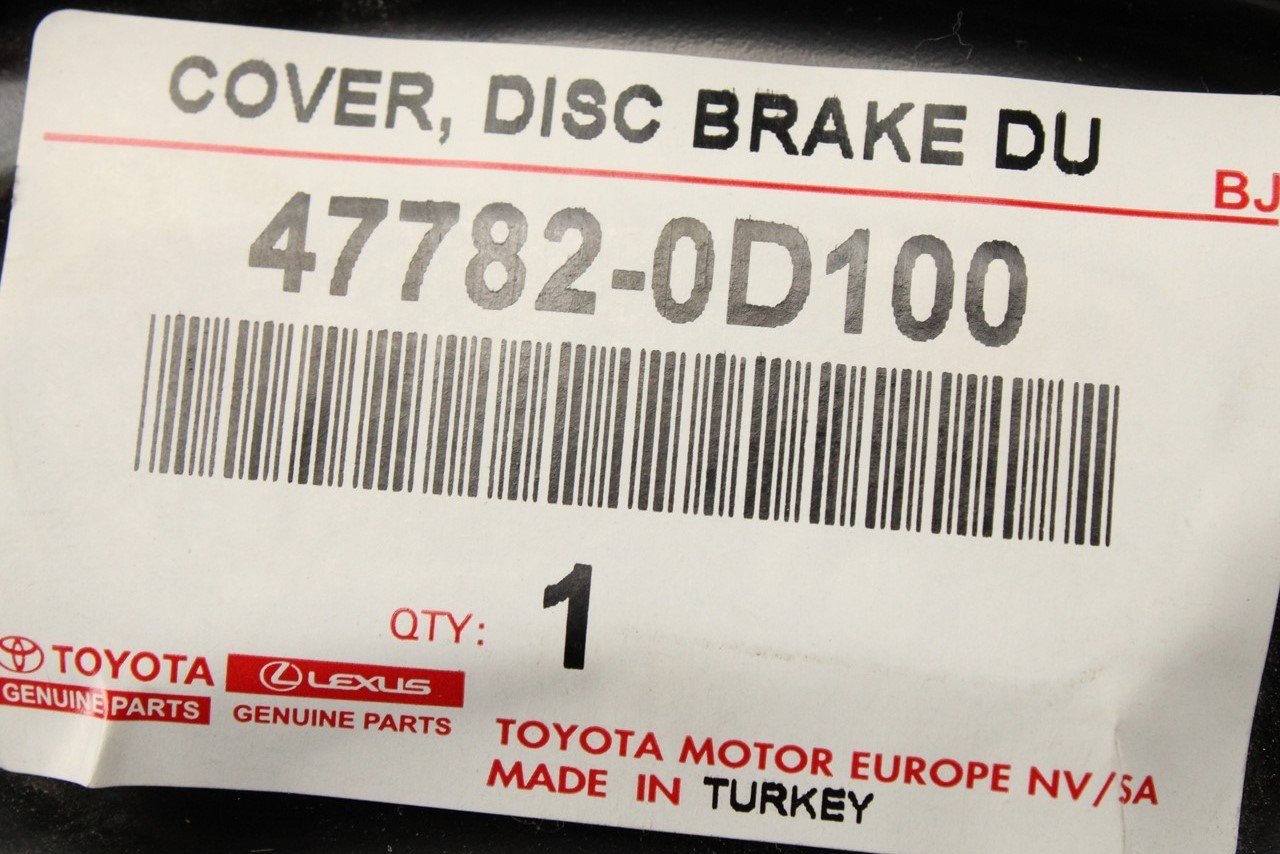 COVER, DISC BRAKE DU
BJ
47782-0D100
QTY: 1
TOYOTA
GENUINE PARTS
LEXUS
GENUINE PARTS
TOYOTA MOTOR EUROPE NV/SA
MADE IN TURKEY